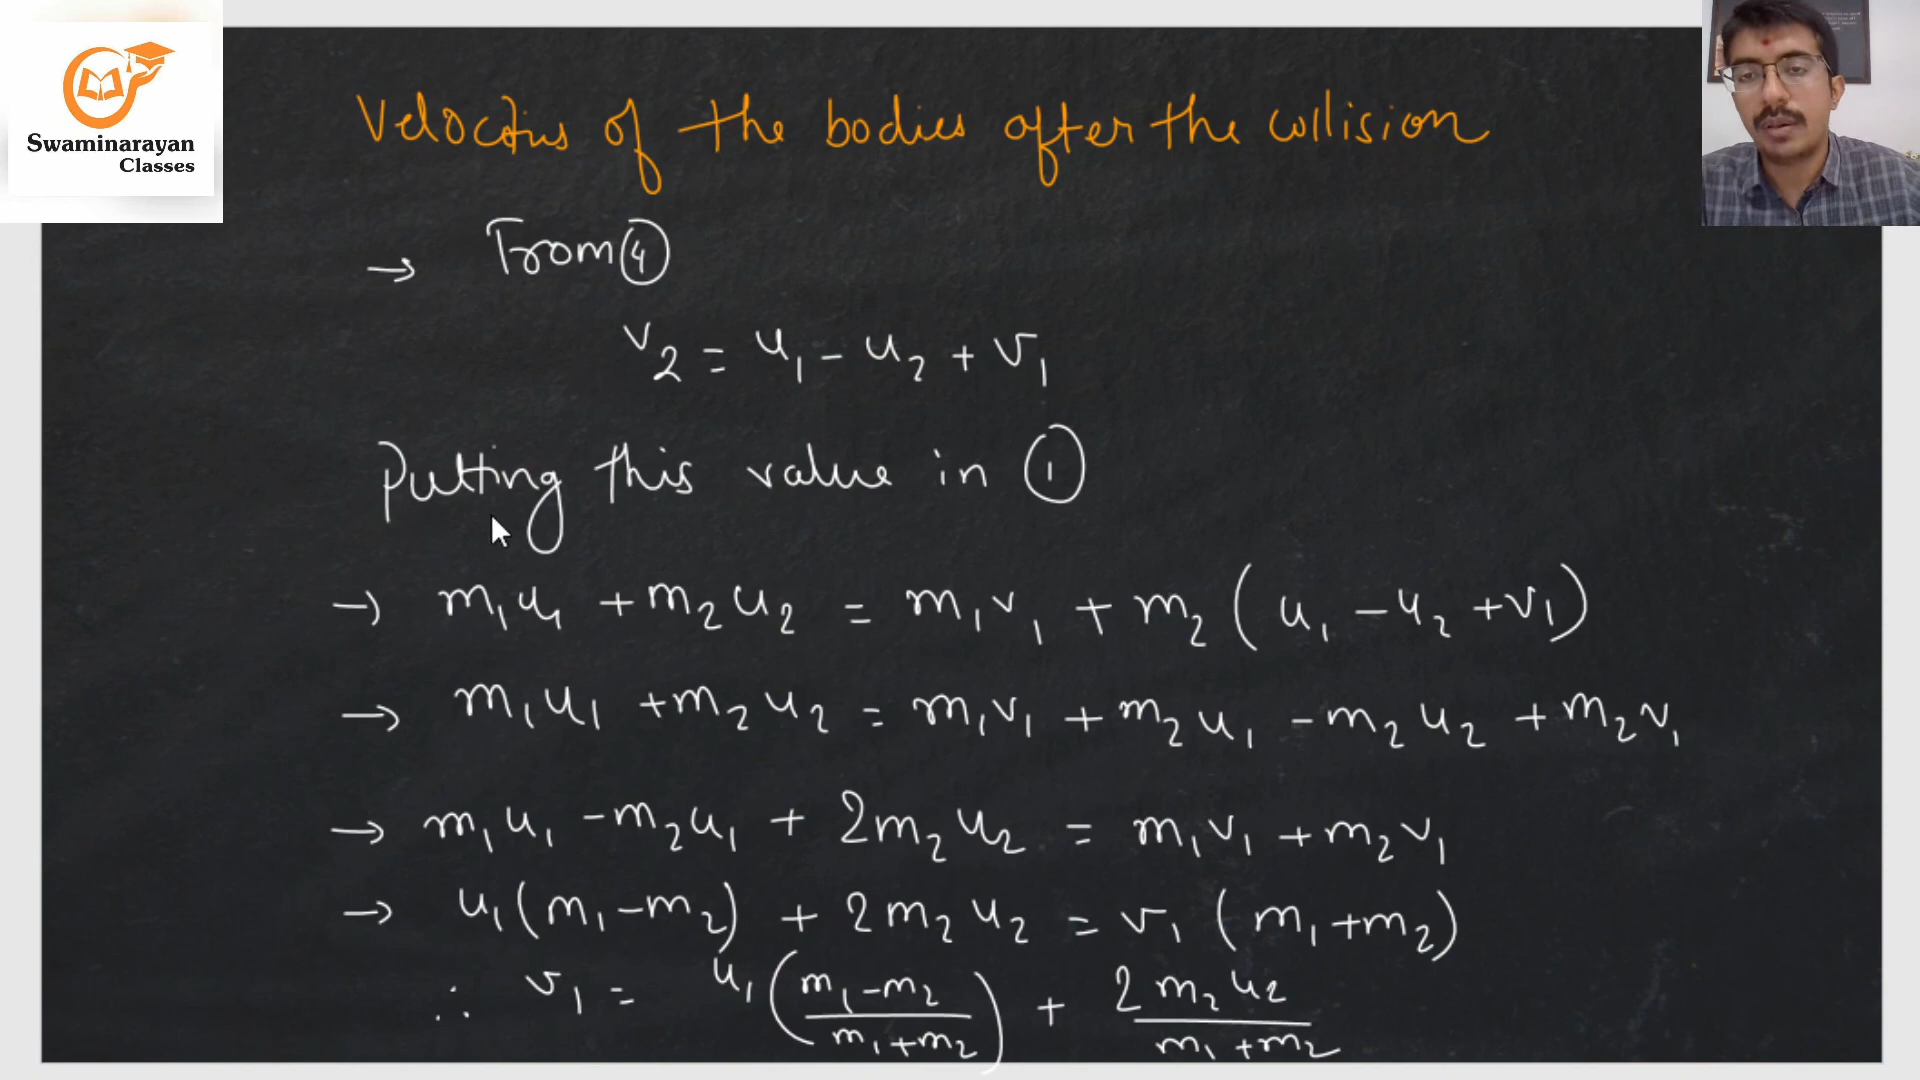 Swaminarayan
Classes
Velocities of the bodies after the collision
→ From ④
v₂ = u₁ - u₂ + v₁
Putting this value in ①
→ m₁u₁ + m₂u₂ = m₁v₁ + m₂(u₁ - u₂ + v₁)
→ m₁u₁ + m₂u₂ = m₁v₁ + m₂u₁ - m₂u₂ + m₂v₁
→ m₁u₁ - m₂u₁ + 2m₂u₂ = m₁v₁ + m₂v₁
→ u₁(m₁ - m₂) + 2m₂u₂ = v₁(m₁ + m₂)
∴ v₁ = u₁((m₁ - m₂)/(m₁ + m₂)) + (2m₂u₂)/(m₁ + m₂)